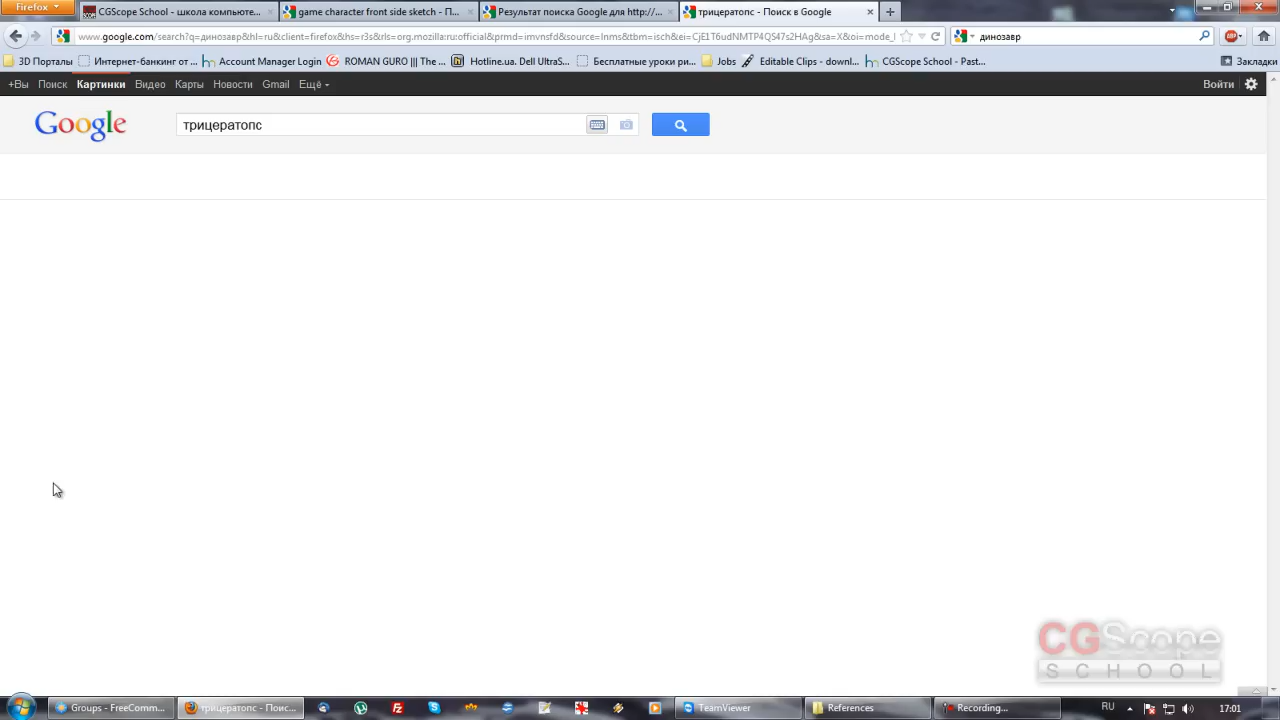 Firefox
CGScope School - школа компьюте...
game character front side sketch - П...
Результат поиска Google для http://...
трицератопс - Поиск в Google
www.google.com/search?q=динозавр&hl=ru&client=firefox&hs=r3s&rls=org.mozilla:ru:official&prmd=imvnsfd&source=lnms&tbm=isch&ei=CjE1T6udNMTP4QS47s2HAg&sa=X&oi=mode_l
динозавр
3D Порталы
Интернет-банкинг от ...
Account Manager Login
ROMAN GURO ||| The ...
Hotline.ua. Dell UltraS...
Бесплатные уроки ри...
Jobs
Editable Clips - downl...
CGScope School - Past...
Закладки
+Вы Поиск Картинки Видео Карты Новости Gmail Ещё
Войти
Google
трицератопс
CGScope
SCHOOL
Groups - FreeComm...
трицератопс - Поис...
TeamViewer
References
Recording...
RU
17:01